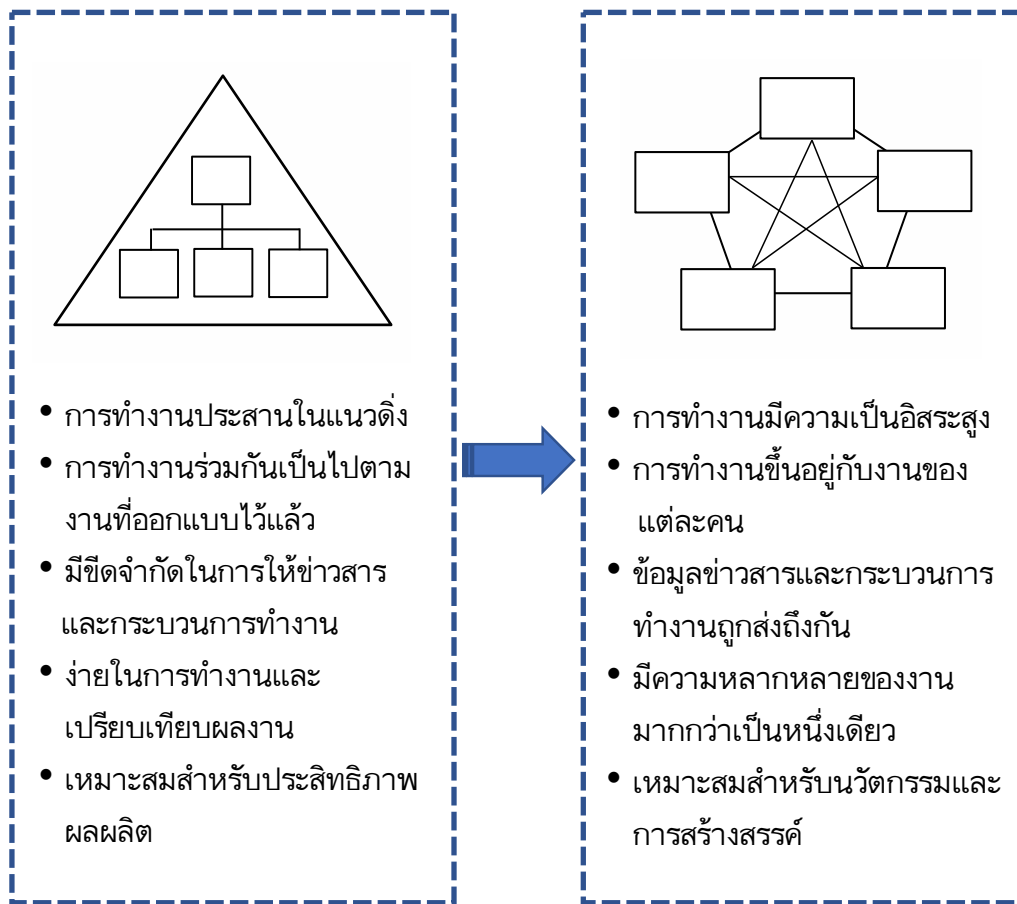 • การทำงานประสานในแนวดิ่ง
• การทำงานร่วมกันเป็นไปตาม
งานที่ออกแบบไว้แล้ว
• มีขีดจำกัดในการให้ข่าวสาร
และกระบวนการทำงาน
• ง่ายในการทำงานและ
เปรียบเทียบผลงาน
• เหมาะสมสำหรับประสิทธิภาพ
ผลผลิต
• การทำงานมีความเป็นอิสระสูง
• การทำงานขึ้นอยู่กับงานของ
แต่ละคน
• ข้อมูลข่าวสารและกระบวนการ
ทำงานถูกส่งถึงกัน
• มีความหลากหลายของงาน
มากกว่าเป็นหนึ่งเดียว
• เหมาะสมสำหรับนวัตกรรมและ
การสร้างสรรค์